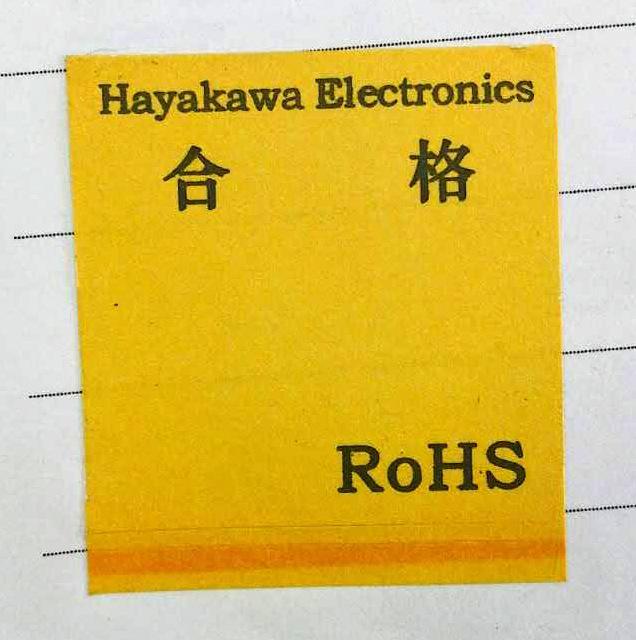 Hayakawa Electronics
合 格
RoHS